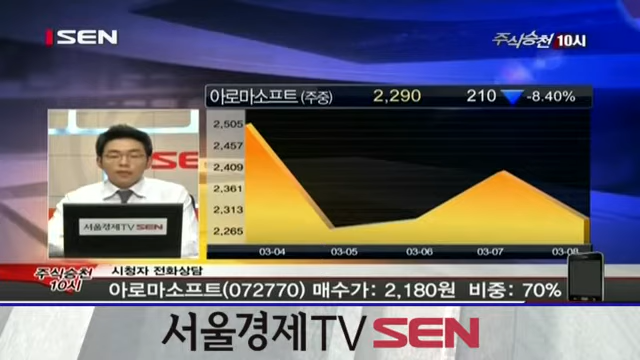 SEN
주식승천 10시
아로마소프트 (주중) 2,290 210 ▼ -8.40%
2,505
2,457
2,409
2,361
2,313
2,265
03-04 03-05 03-06 03-07 03-08
SEN
서울경제TV SEN
주식승천 10시
시청자 전화상담
아로마소프트(072770) 매수가: 2,180원 비중: 70%
서울경제TV SEN